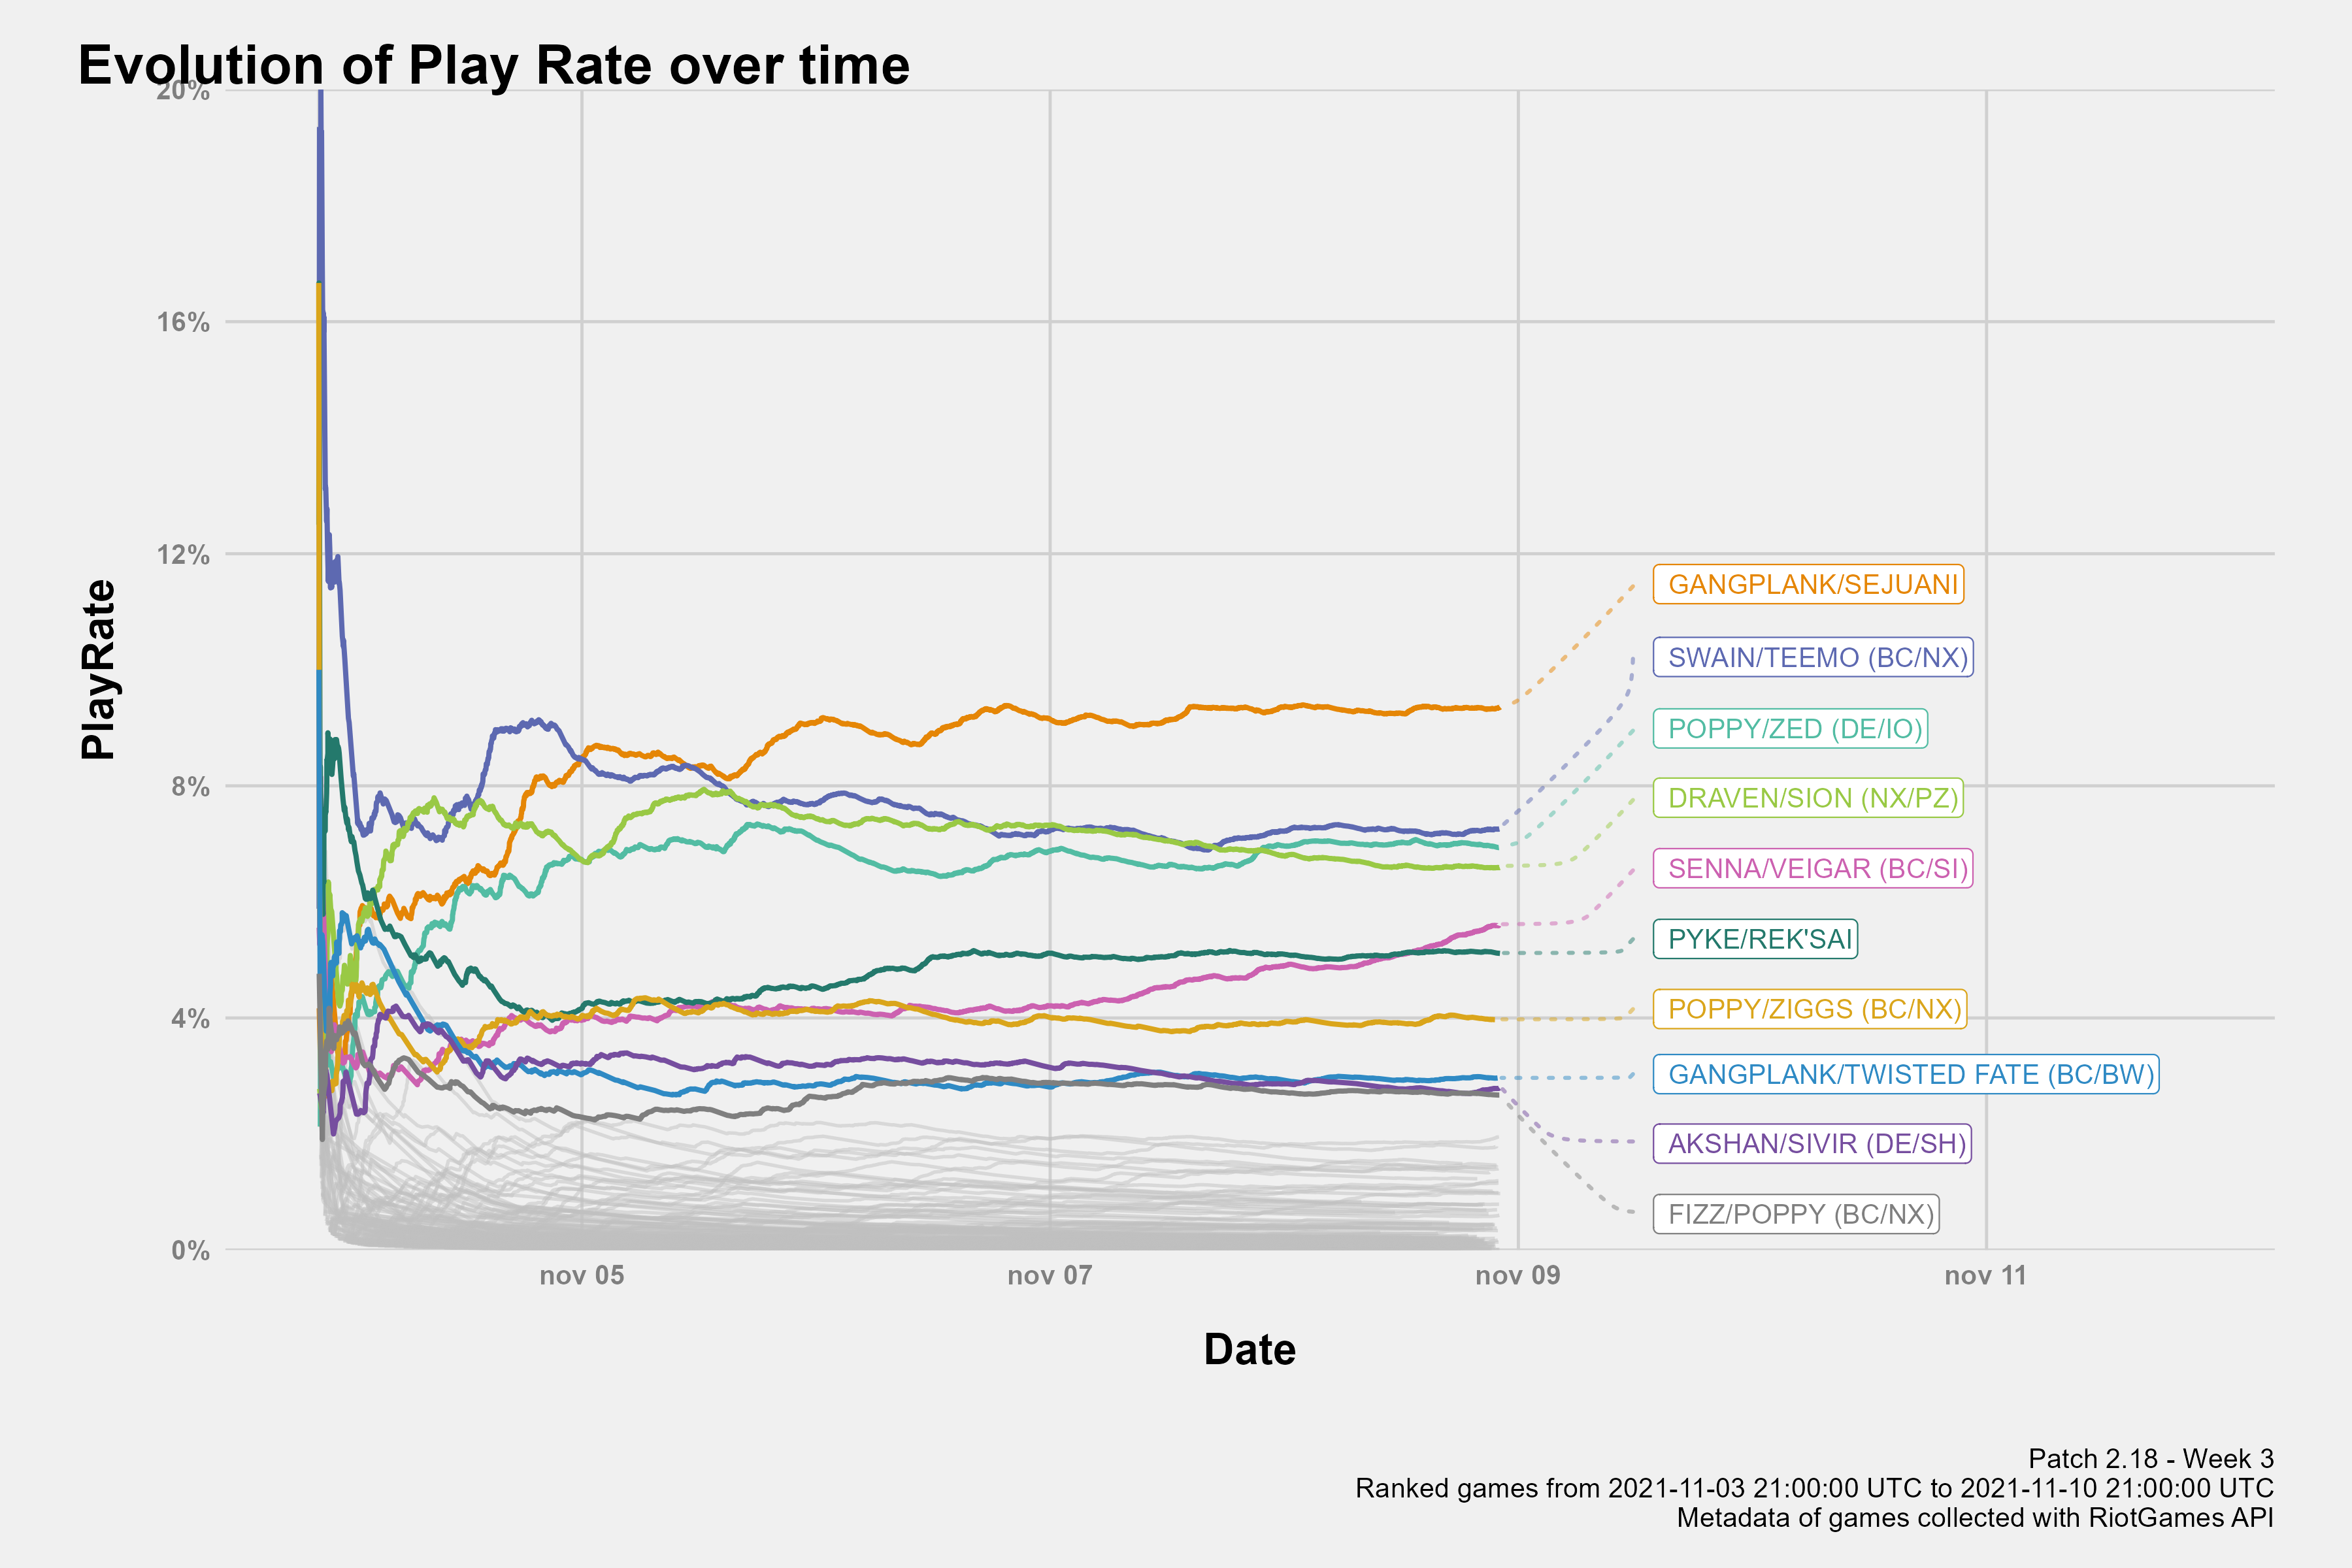 Evolution of Play Rate over time
20%
16%
12%
8%
4%
0%
PlayRate
GANGPLANK/SEJUANI
SWAIN/TEEMO (BC/NX)
POPPY/ZED (DE/IO)
DRAVEN/SION (NX/PZ)
SENNA/VEIGAR (BC/SI)
PYKE/REK'SAI
POPPY/ZIGGS (BC/NX)
GANGPLANK/TWISTED FATE (BC/BW)
AKSHAN/SIVIR (DE/SH)
FIZZ/POPPY (BC/NX)
nov 05 nov 07 nov 09 nov 11
Date
Patch 2.18 - Week 3
Ranked games from 2021-11-03 21:00:00 UTC to 2021-11-10 21:00:00 UTC
Metadata of games collected with RiotGames API